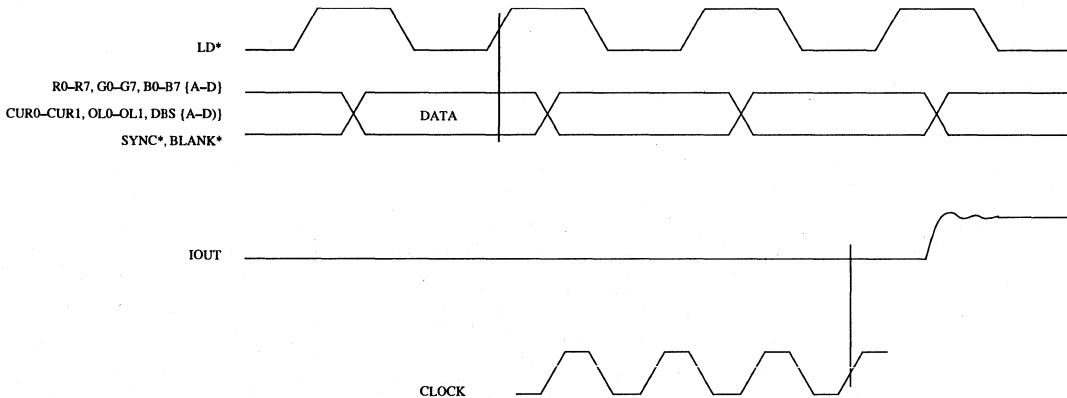 LD*
R0–R7, G0–G7, B0–B7 {A–D}
CUR0–CUR1, OL0–OL1, DBS {A–D)}
DATA
SYNC*, BLANK*
IOUT
CLOCK